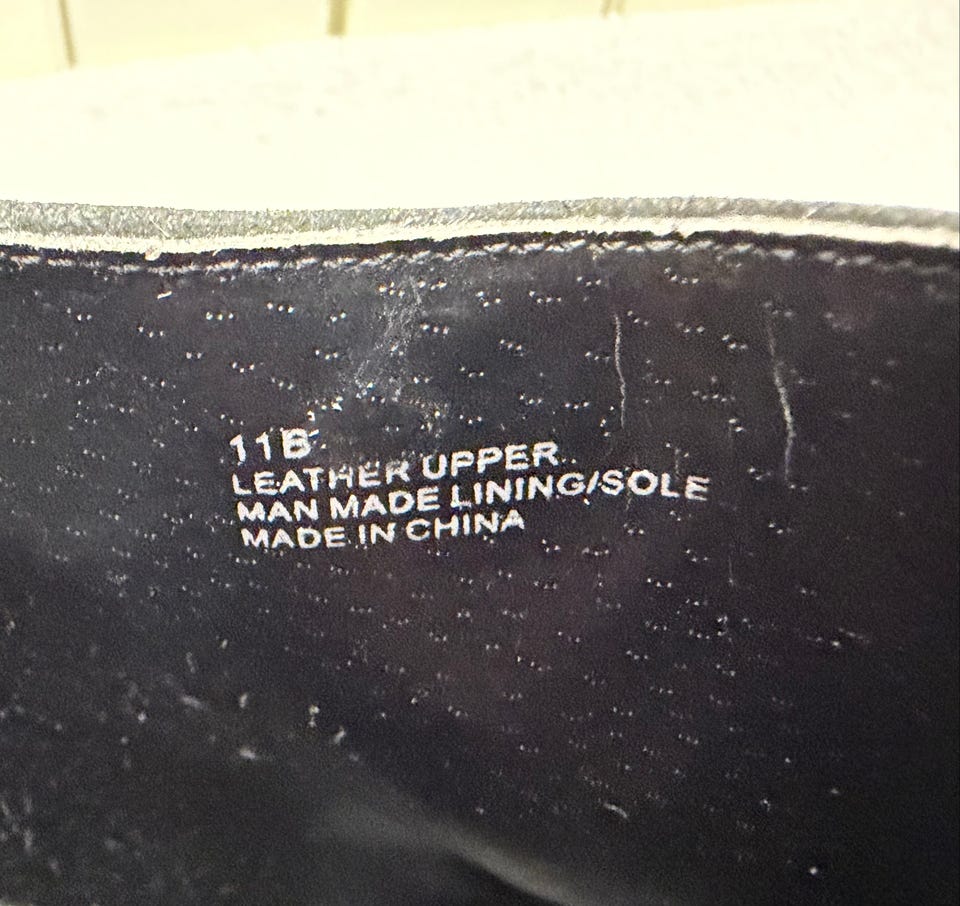 11B
LEATHER UPPER
MAN MADE LINING/SOLE
MADE IN CHINA